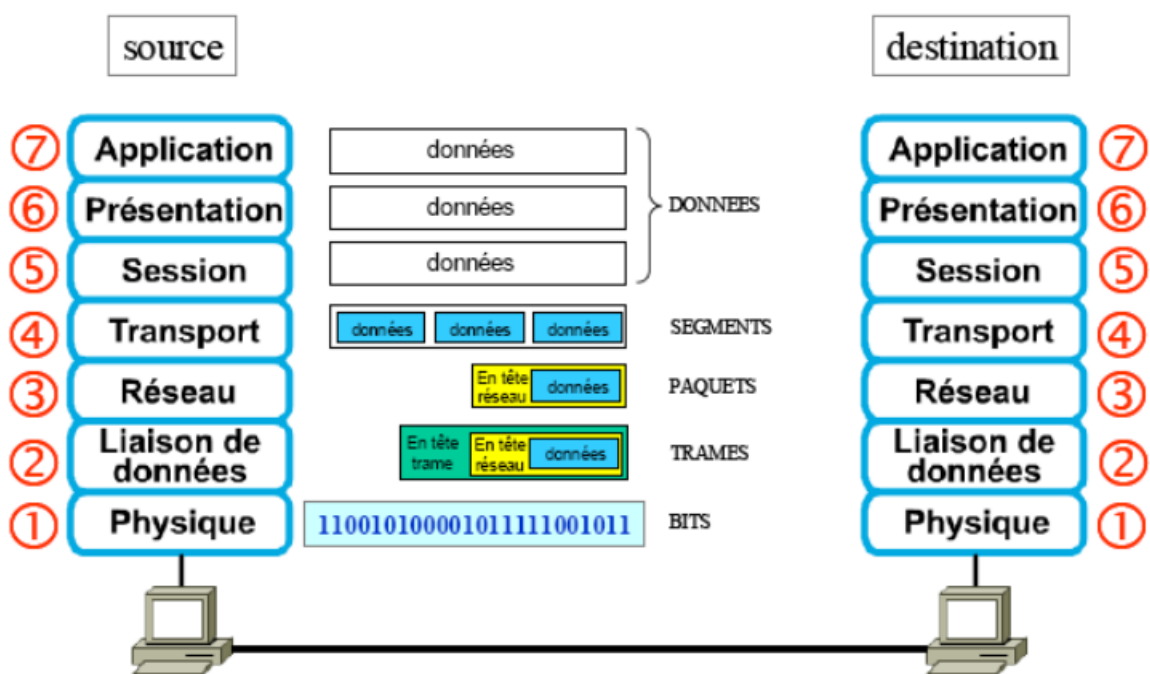 source
destination
⑦ Application
données
Application ⑦
⑥ Présentation
données
DONNEES
Présentation ⑥
⑤ Session
données
Session ⑤
④ Transport
données données données
SEGMENTS
Transport ④
③ Réseau
En tête
réseau
données
PAQUETS
Réseau ③
② Liaison de
données
En tête
trame
En tête
réseau
données
TRAMES
Liaison de
données ②
① Physique
110010100001011111001011
BITS
Physique ①